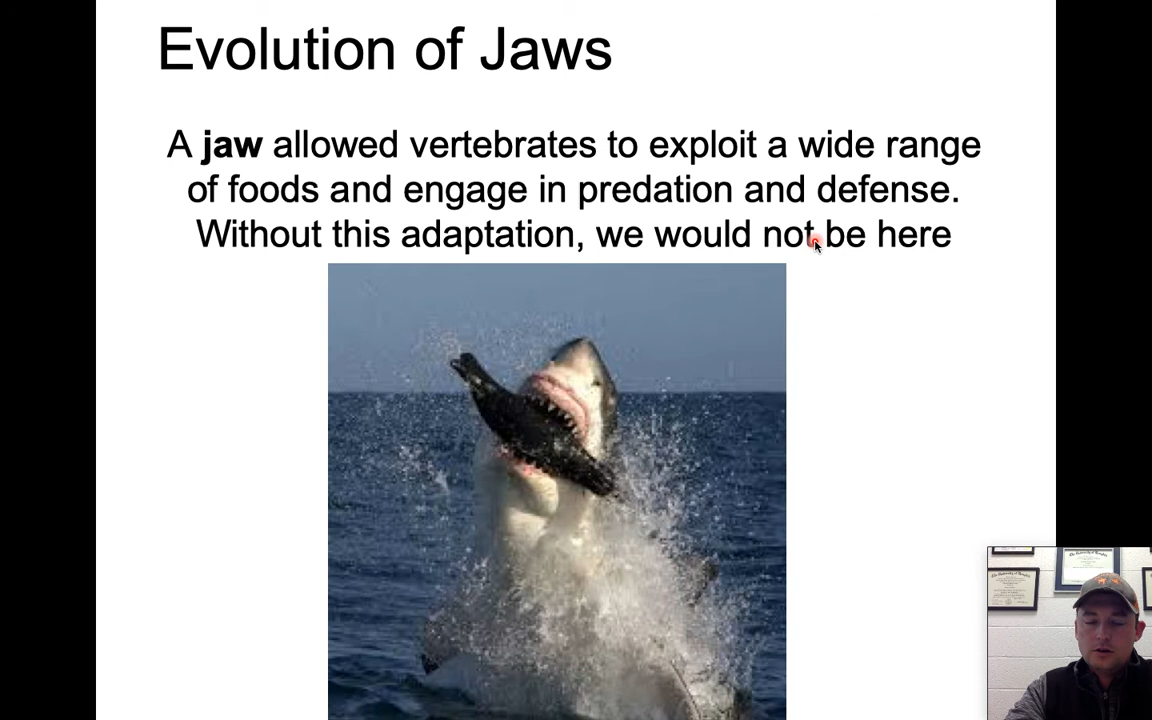 Evolution of Jaws
A jaw allowed vertebrates to exploit a wide range
of foods and engage in predation and defense.
Without this adaptation, we would not be here